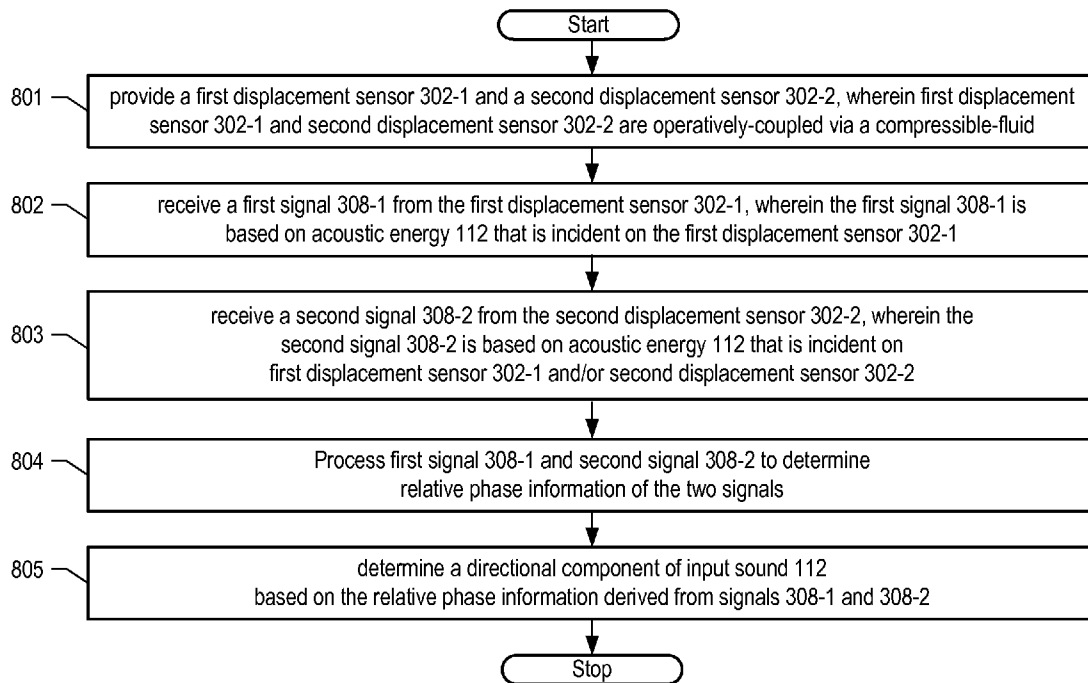 Start
801
provide a first displacement sensor 302-1 and a second displacement sensor 302-2, wherein first displacement
sensor 302-1 and second displacement sensor 302-2 are operatively-coupled via a compressible-fluid
802
receive a first signal 308-1 from the first displacement sensor 302-1, wherein the first signal 308-1 is
based on acoustic energy 112 that is incident on the first displacement sensor 302-1
803
receive a second signal 308-2 from the second displacement sensor 302-2, wherein the
second signal 308-2 is based on acoustic energy 112 that is incident on
first displacement sensor 302-1 and/or second displacement sensor 302-2
804
Process first signal 308-1 and second signal 308-2 to determine
relative phase information of the two signals
805
determine a directional component of input sound 112
based on the relative phase information derived from signals 308-1 and 308-2
Stop